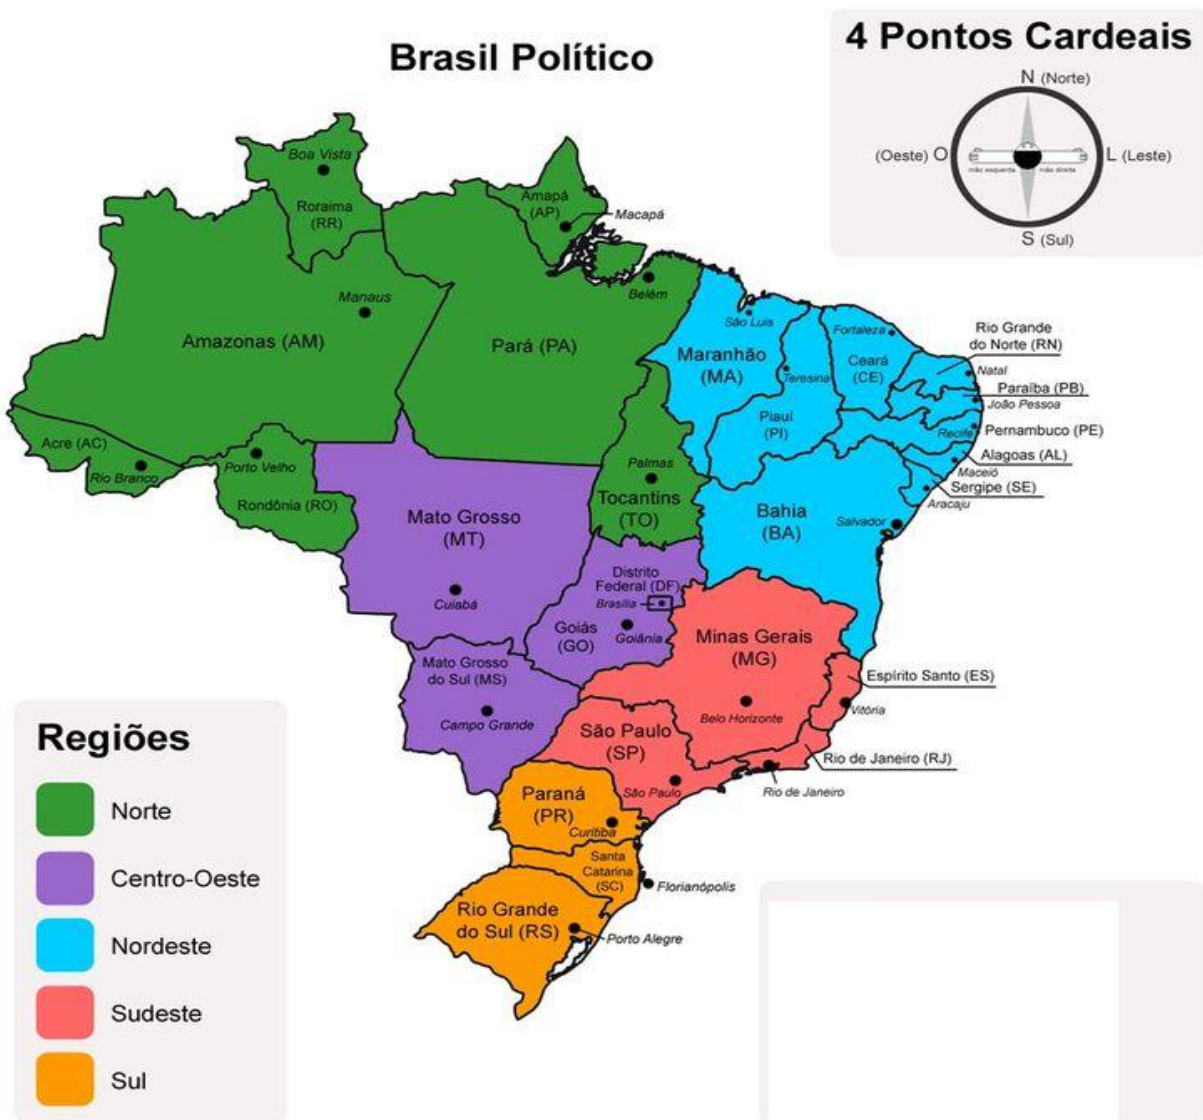 Brasil Político
4 Pontos Cardeais
N (Norte)
(Oeste) O
mão esquerda
mão direita
L (Leste)
S (Sul)
Boa Vista
Roraima
(RR)
Amapá
(AP)
Macapá
Manaus
Amazonas (AM)
Belém
Pará (PA)
São Luis
Maranhão
(MA)
Teresina
Piauí
(PI)
Fortaleza
Ceará
(CE)
Rio Grande
do Norte (RN)
Natal
Paraíba (PB)
João Pessoa
Recife
Pernambuco (PE)
Alagoas (AL)
Maceió
Sergipe (SE)
Aracaju
Acre (AC)
Rio Branco
Porto Velho
Rondônia (RO)
Palmas
Tocantins
(TO)
Mato Grosso
(MT)
Cuiabá
Bahia
(BA)
Salvador
Distrito
Federal (DF)
Brasília
Goiás
(GO)
Goiânia
Minas Gerais
(MG)
Belo Horizonte
Espírito Santo (ES)
Vitória
Mato Grosso
do Sul (MS)
Campo Grande
São Paulo
(SP)
São Paulo
Rio de Janeiro (RJ)
Rio de Janeiro
Paraná
(PR)
Curitiba
Santa
Catarina
(SC)
Florianópolis
Rio Grande
do Sul (RS)
Porto Alegre
Regiões
Norte
Centro-Oeste
Nordeste
Sudeste
Sul